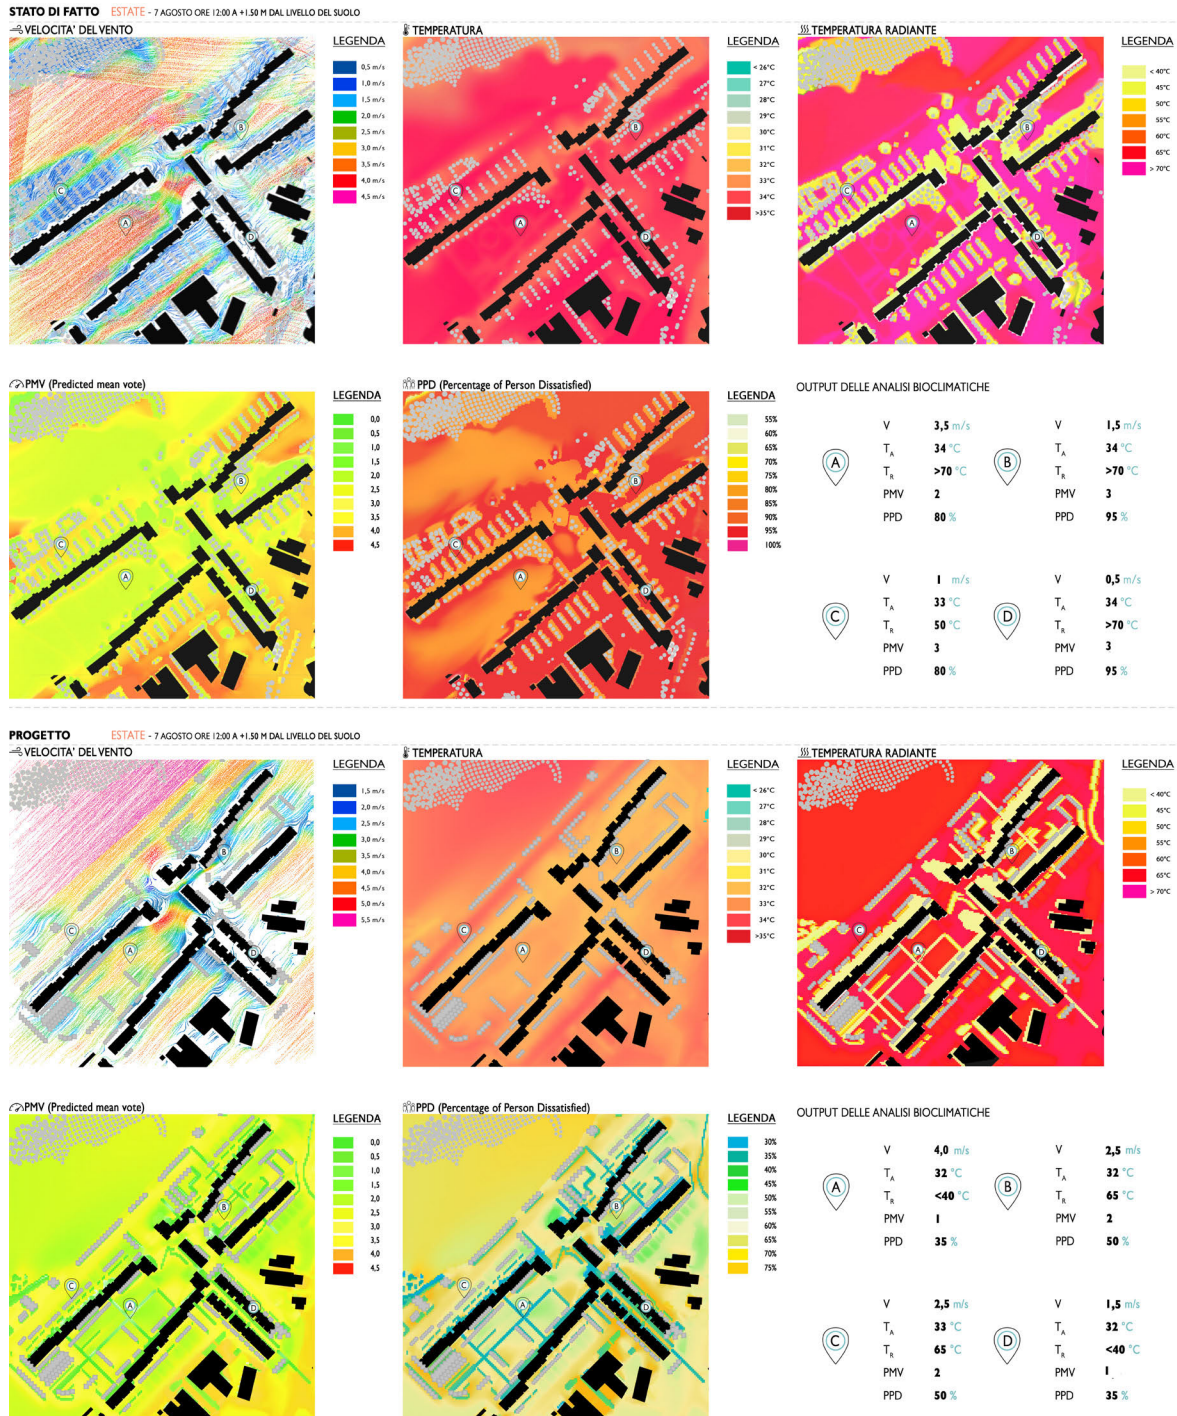 STATO DI FATTO ESTATE - 7 AGOSTO ORE 12:00 A +1.50 M DAL LIVELLO DEL SUOLO
VELOCITA' DEL VENTO
LEGENDA
0,5 m/s
1,0 m/s
1,5 m/s
2,0 m/s
2,5 m/s
3,0 m/s
3,5 m/s
4,0 m/s
4,5 m/s
B
C
A
D
TEMPERATURA
LEGENDA
< 26°C
27°C
28°C
29°C
30°C
31°C
32°C
33°C
34°C
>35°C
B
C
A
D
TEMPERATURA RADIANTE
LEGENDA
< 40°C
45°C
50°C
55°C
60°C
65°C
> 70°C
B
C
A
D
PMV (Predicted mean vote)
LEGENDA
0,0
0,5
1,0
1,5
2,0
2,5
3,0
3,5
4,0
4,5
B
C
A
D
PPD (Percentage of Person Dissatisfied)
LEGENDA
55%
60%
65%
70%
75%
80%
85%
90%
95%
100%
B
C
A
D
OUTPUT DELLE ANALISI BIOCLIMATICHE
A
V 3,5 m/s
TA 34 °C
TR >70 °C
PMV 2
PPD 80 %
B
V 1,5 m/s
TA 34 °C
TR >70 °C
PMV 3
PPD 95 %
C
V 1 m/s
TA 33 °C
TR 50 °C
PMV 3
PPD 80 %
D
V 0,5 m/s
TA 34 °C
TR >70 °C
PMV 3
PPD 95 %
PROGETTO ESTATE - 7 AGOSTO ORE 12:00 A +1.50 M DAL LIVELLO DEL SUOLO
VELOCITA' DEL VENTO
LEGENDA
1,5 m/s
2,0 m/s
2,5 m/s
3,0 m/s
3,5 m/s
4,0 m/s
4,5 m/s
5,0 m/s
5,5 m/s
B
C
A
D
TEMPERATURA
LEGENDA
< 26°C
27°C
28°C
29°C
30°C
31°C
32°C
33°C
34°C
>35°C
B
C
A
D
TEMPERATURA RADIANTE
LEGENDA
< 40°C
45°C
50°C
55°C
60°C
65°C
> 70°C
B
C
A
D
PMV (Predicted mean vote)
LEGENDA
0,0
0,5
1,0
1,5
2,0
2,5
3,0
3,5
4,0
4,5
B
C
A
D
PPD (Percentage of Person Dissatisfied)
LEGENDA
30%
35%
40%
45%
50%
55%
60%
65%
70%
75%
B
C
A
D
OUTPUT DELLE ANALISI BIOCLIMATICHE
A
V 4,0 m/s
TA 32 °C
TR <40 °C
PMV 1
PPD 35 %
B
V 2,5 m/s
TA 32 °C
TR 65 °C
PMV 2
PPD 50 %
C
V 2,5 m/s
TA 33 °C
TR 65 °C
PMV 2
PPD 50 %
D
V 1,5 m/s
TA 32 °C
TR <40 °C
PMV 1
PPD 35 %